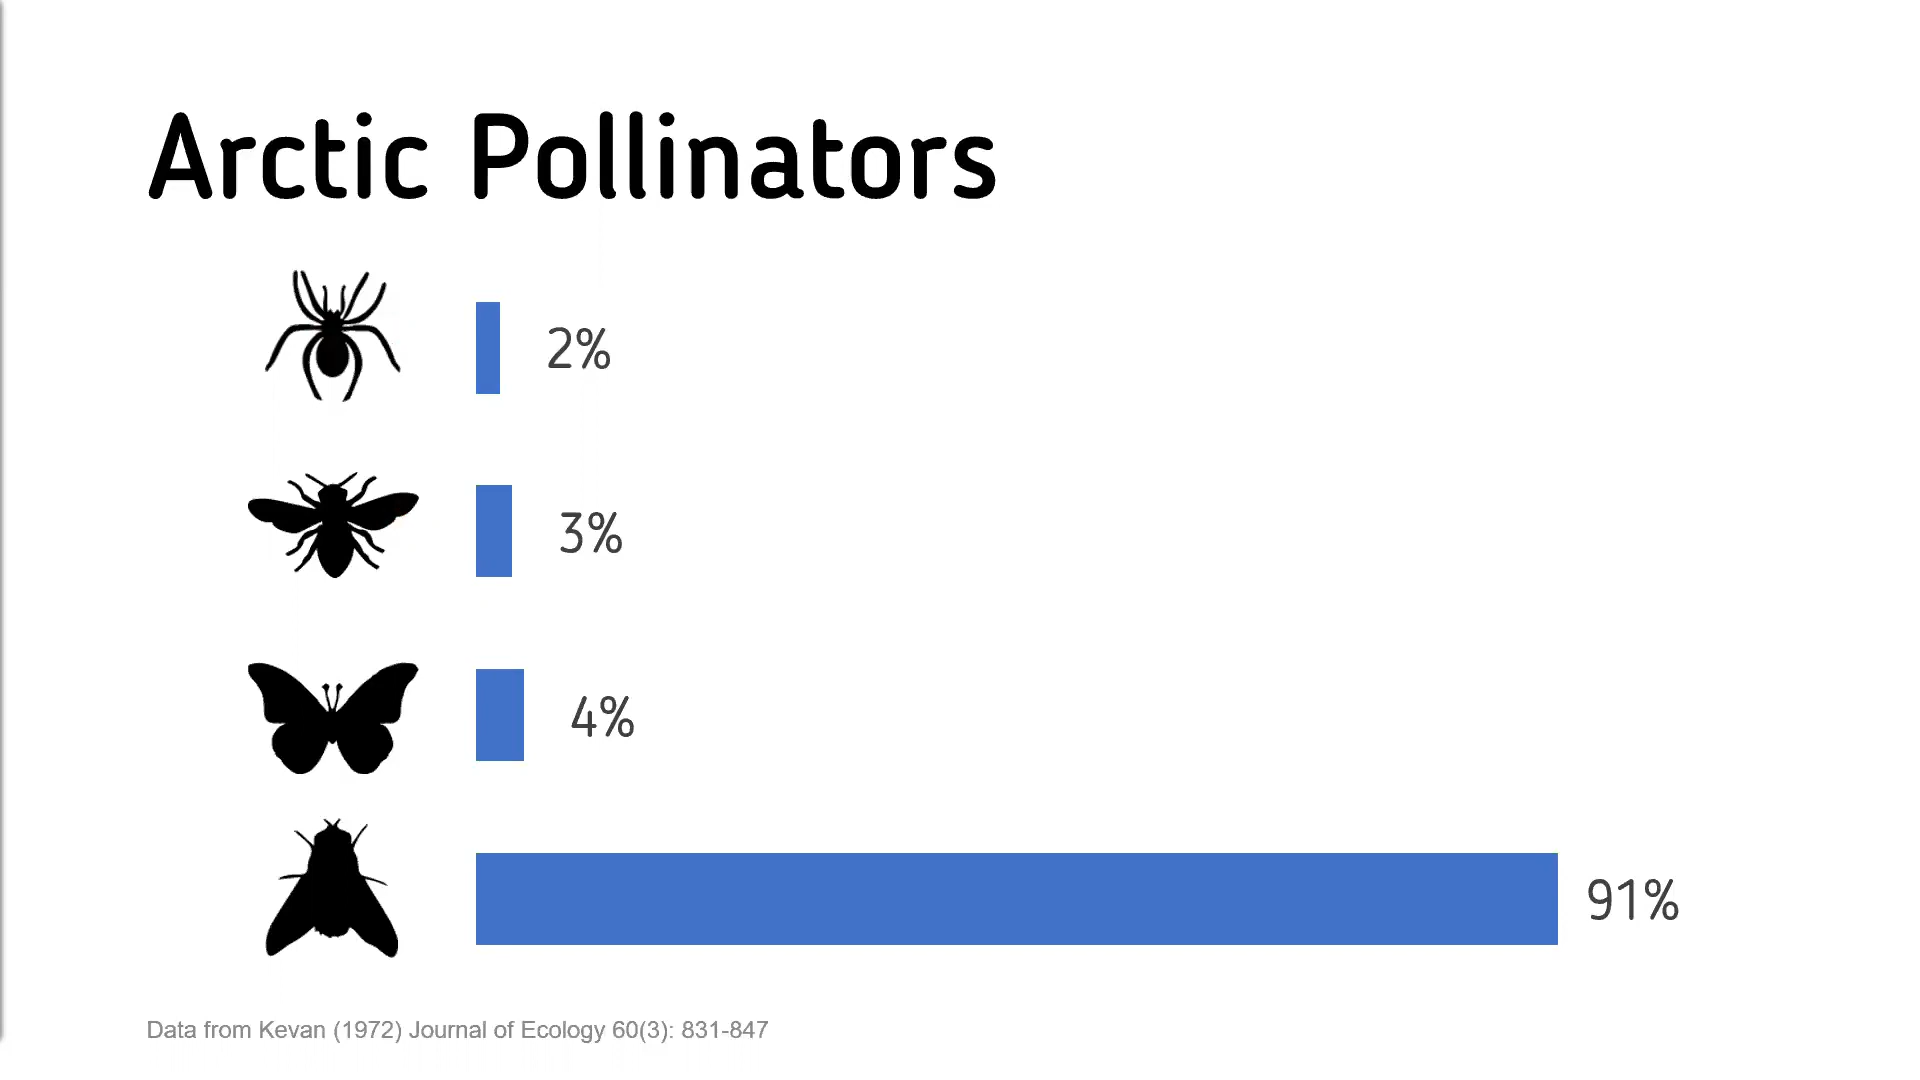 Arctic Pollinators
2%
3%
4%
91%
Data from Kevan (1972) Journal of Ecology 60(3): 831-847